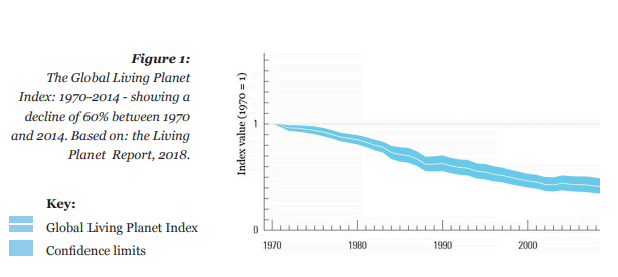 Figure 1:
The Global Living Planet
Index: 1970–2014 - showing a
decline of 60% between 1970
and 2014. Based on: the Living
Planet Report, 2018.
Key:
Global Living Planet Index
Confidence limits
Index value (1970 = 1)
1
0
1970
1980
1990
2000